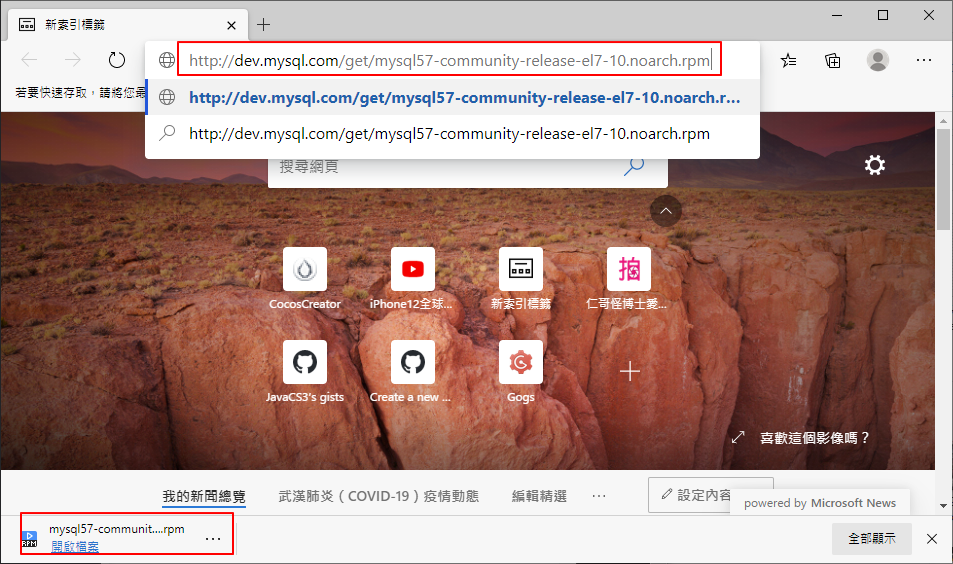 新索引標籤
http://dev.mysql.com/get/mysql57-community-release-el7-10.noarch.rpm
若要快速存取，請將您最
http://dev.mysql.com/get/mysql57-community-release-el7-10.noarch.r...
http://dev.mysql.com/get/mysql57-community-release-el7-10.noarch.rpm
搜尋網頁
CocosCreator
iPhone12全球...
新索引標籤
拍
仁哥怪博士愛...
JavaCS3's gists
Create a new ...
Gogs
喜歡這個影像嗎？
我的新聞總覽
武漢肺炎（COVID-19）疫情動態
編輯精選
...
設定內容
powered by Microsoft News
RPM
mysql57-communit....rpm
開啟檔案
...
全部顯示